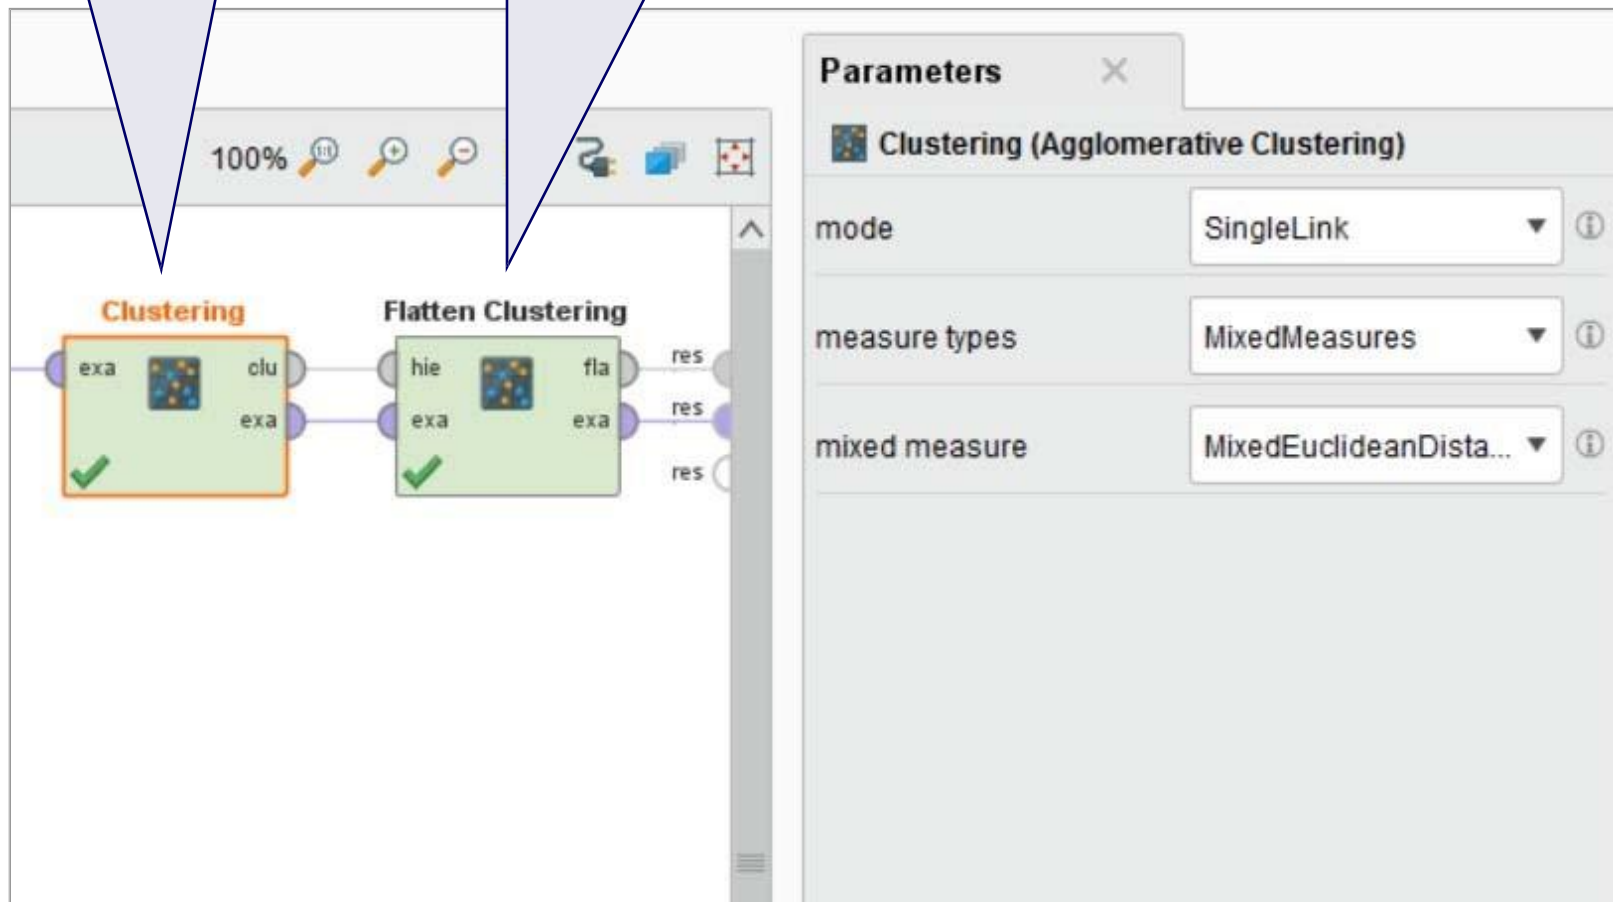 100%
Clustering
exa
clu
exa
Flatten Clustering
hie
fla
exa
exa
res
res
res
Parameters
Clustering (Agglomerative Clustering)
mode
SingleLink
measure types
MixedMeasures
mixed measure
MixedEuclideanDista...